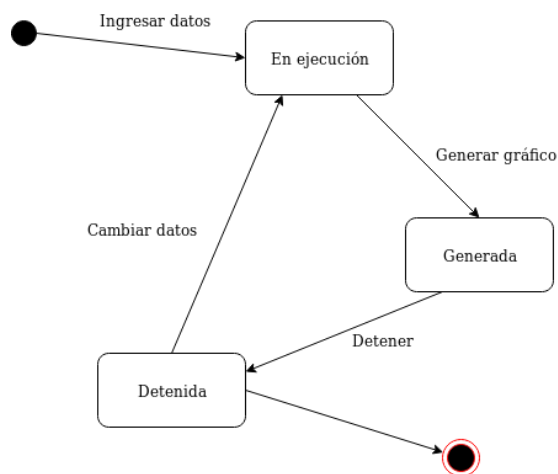 Ingresar datos
En ejecución
Generar gráfico
Cambiar datos
Generada
Detener
Detenida